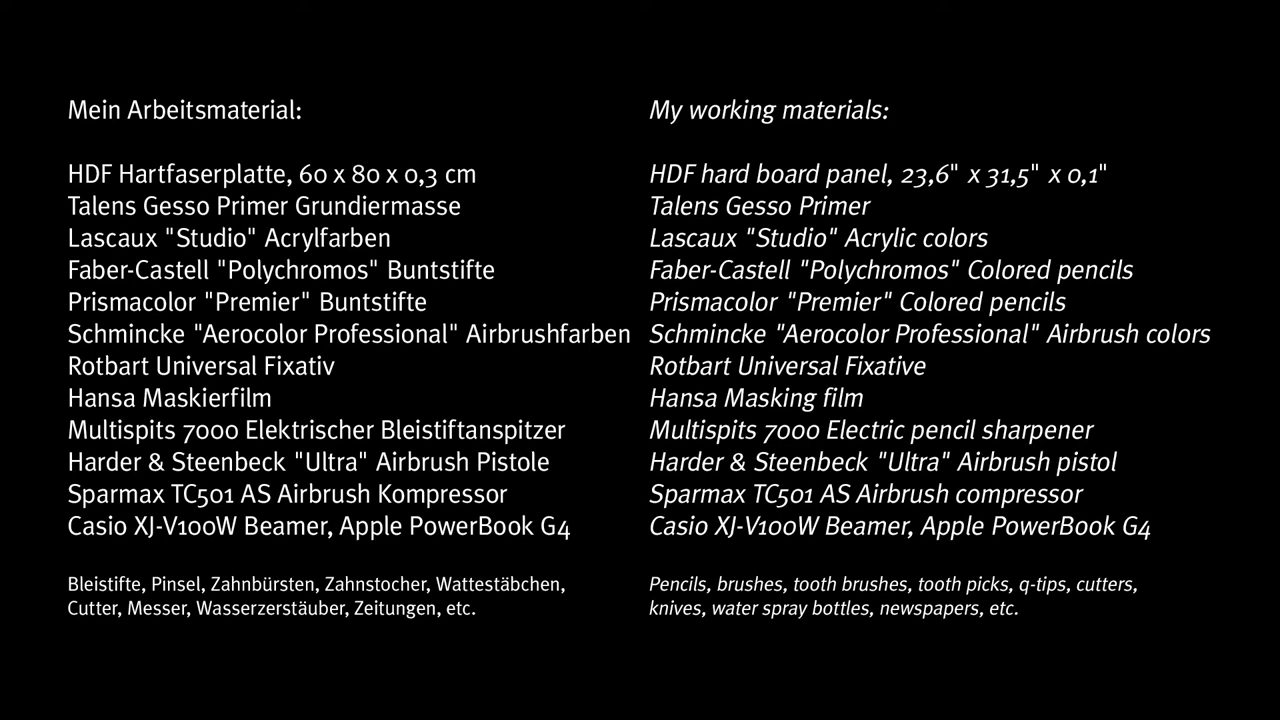 Mein Arbeitsmaterial:
HDF Hartfaserplatte, 60 x 80 x 0,3 cm
Talens Gesso Primer Grundiermasse
Lascaux "Studio" Acrylfarben
Faber-Castell "Polychromos" Buntstifte
Prismacolor "Premier" Buntstifte
Schmincke "Aerocolor Professional" Airbrushfarben
Rotbart Universal Fixativ
Hansa Maskierfilm
Multispits 7000 Elektrischer Bleistiftanspitzer
Harder & Steenbeck "Ultra" Airbrush Pistole
Sparmax TC501 AS Airbrush Kompressor
Casio XJ-V100W Beamer, Apple PowerBook G4
Bleistifte, Pinsel, Zahnbürsten, Zahnstocher, Wattestäbchen,
Cutter, Messer, Wasserzerstäuber, Zeitungen, etc.
My working materials:
HDF hard board panel, 23,6" x 31,5" x 0,1"
Talens Gesso Primer
Lascaux "Studio" Acrylic colors
Faber-Castell "Polychromos" Colored pencils
Prismacolor "Premier" Colored pencils
Schmincke "Aerocolor Professional" Airbrush colors
Rotbart Universal Fixative
Hansa Masking film
Multispits 7000 Electric pencil sharpener
Harder & Steenbeck "Ultra" Airbrush pistol
Sparmax TC501 AS Airbrush compressor
Casio XJ-V100W Beamer, Apple PowerBook G4
Pencils, brushes, tooth brushes, tooth picks, q-tips, cutters,
knives, water spray bottles, newspapers, etc.